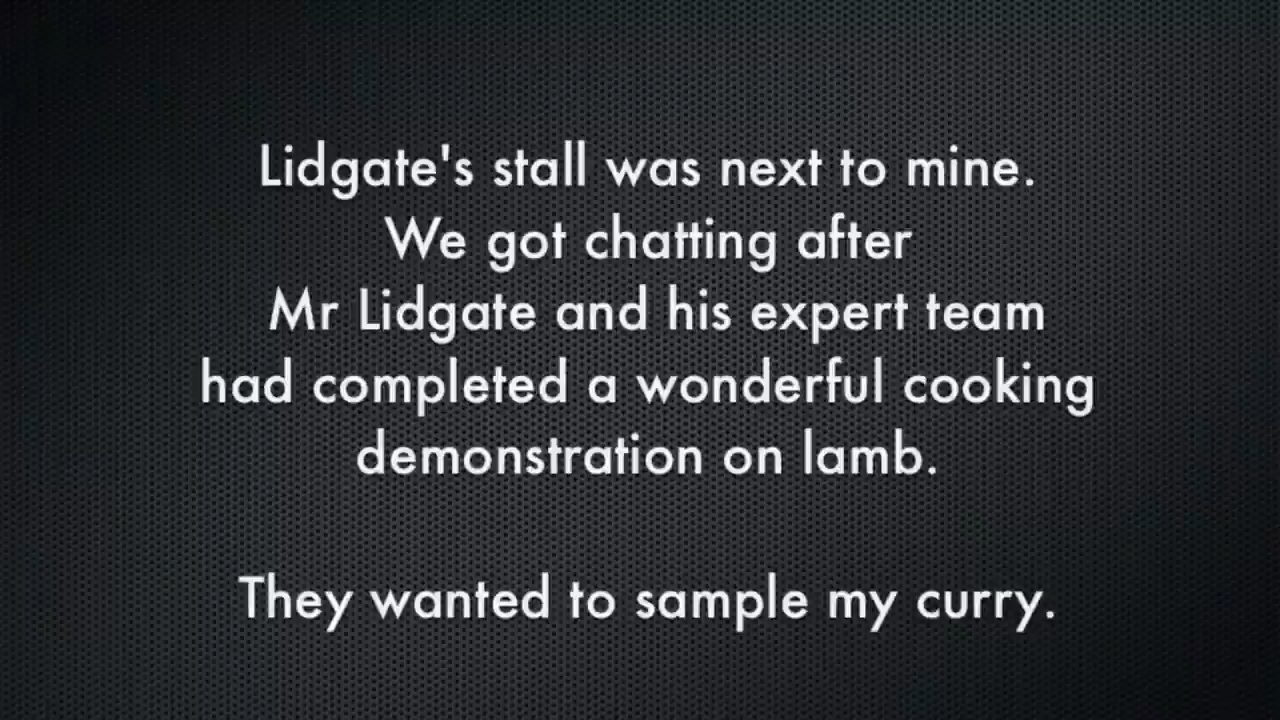 Lidgate's stall was next to mine.
We got chatting after
Mr Lidgate and his expert team
had completed a wonderful cooking
demonstration on lamb.
They wanted to sample my curry.